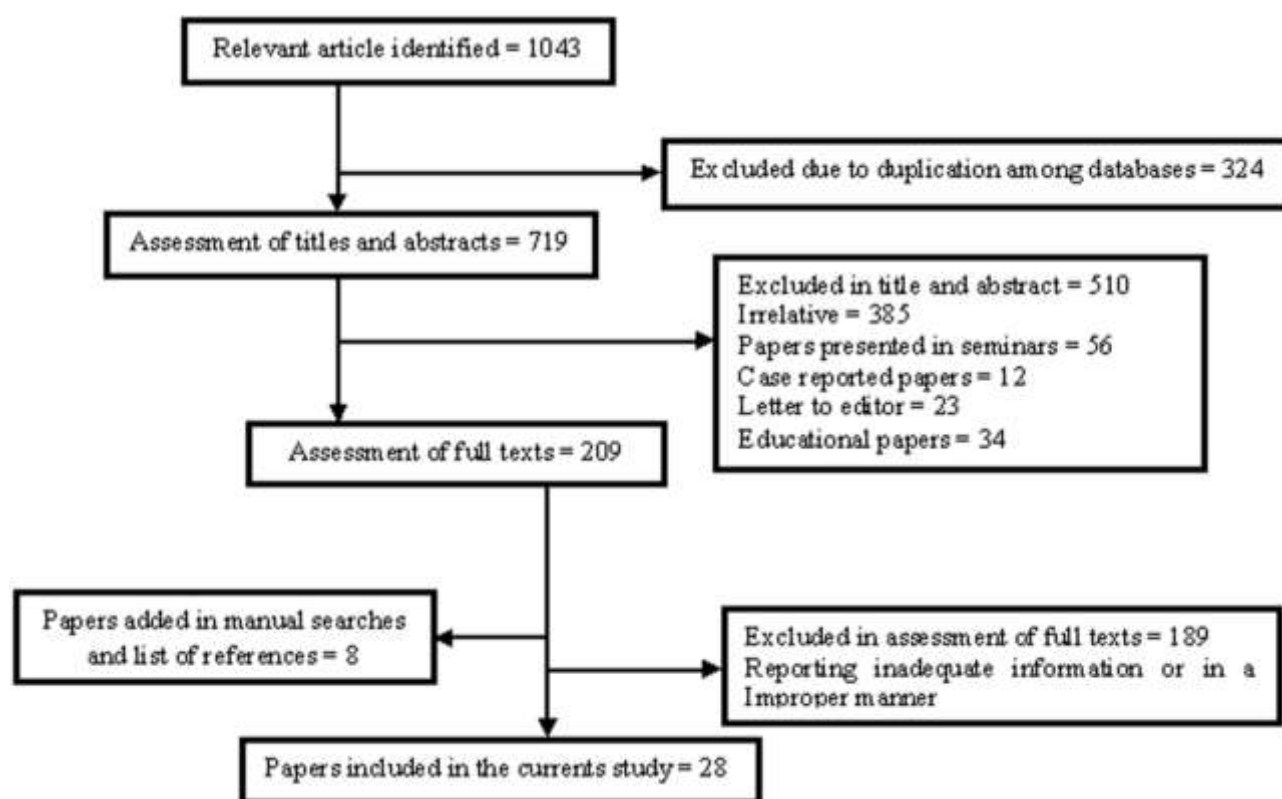 Relevant article identified = 1043
Excluded due to duplication among databases = 324
Assessment of titles and abstracts = 719
Excluded in title and abstract = 510
Irrelative = 385
Papers presented in seminars = 56
Case reported papers = 12
Letter to editor = 23
Educational papers = 34
Assessment of full texts = 209
Papers added in manual searches
and list of references = 8
Excluded in assessment of full texts = 189
Reporting inadequate information or in a
Improper manner
Papers included in the currents study = 28